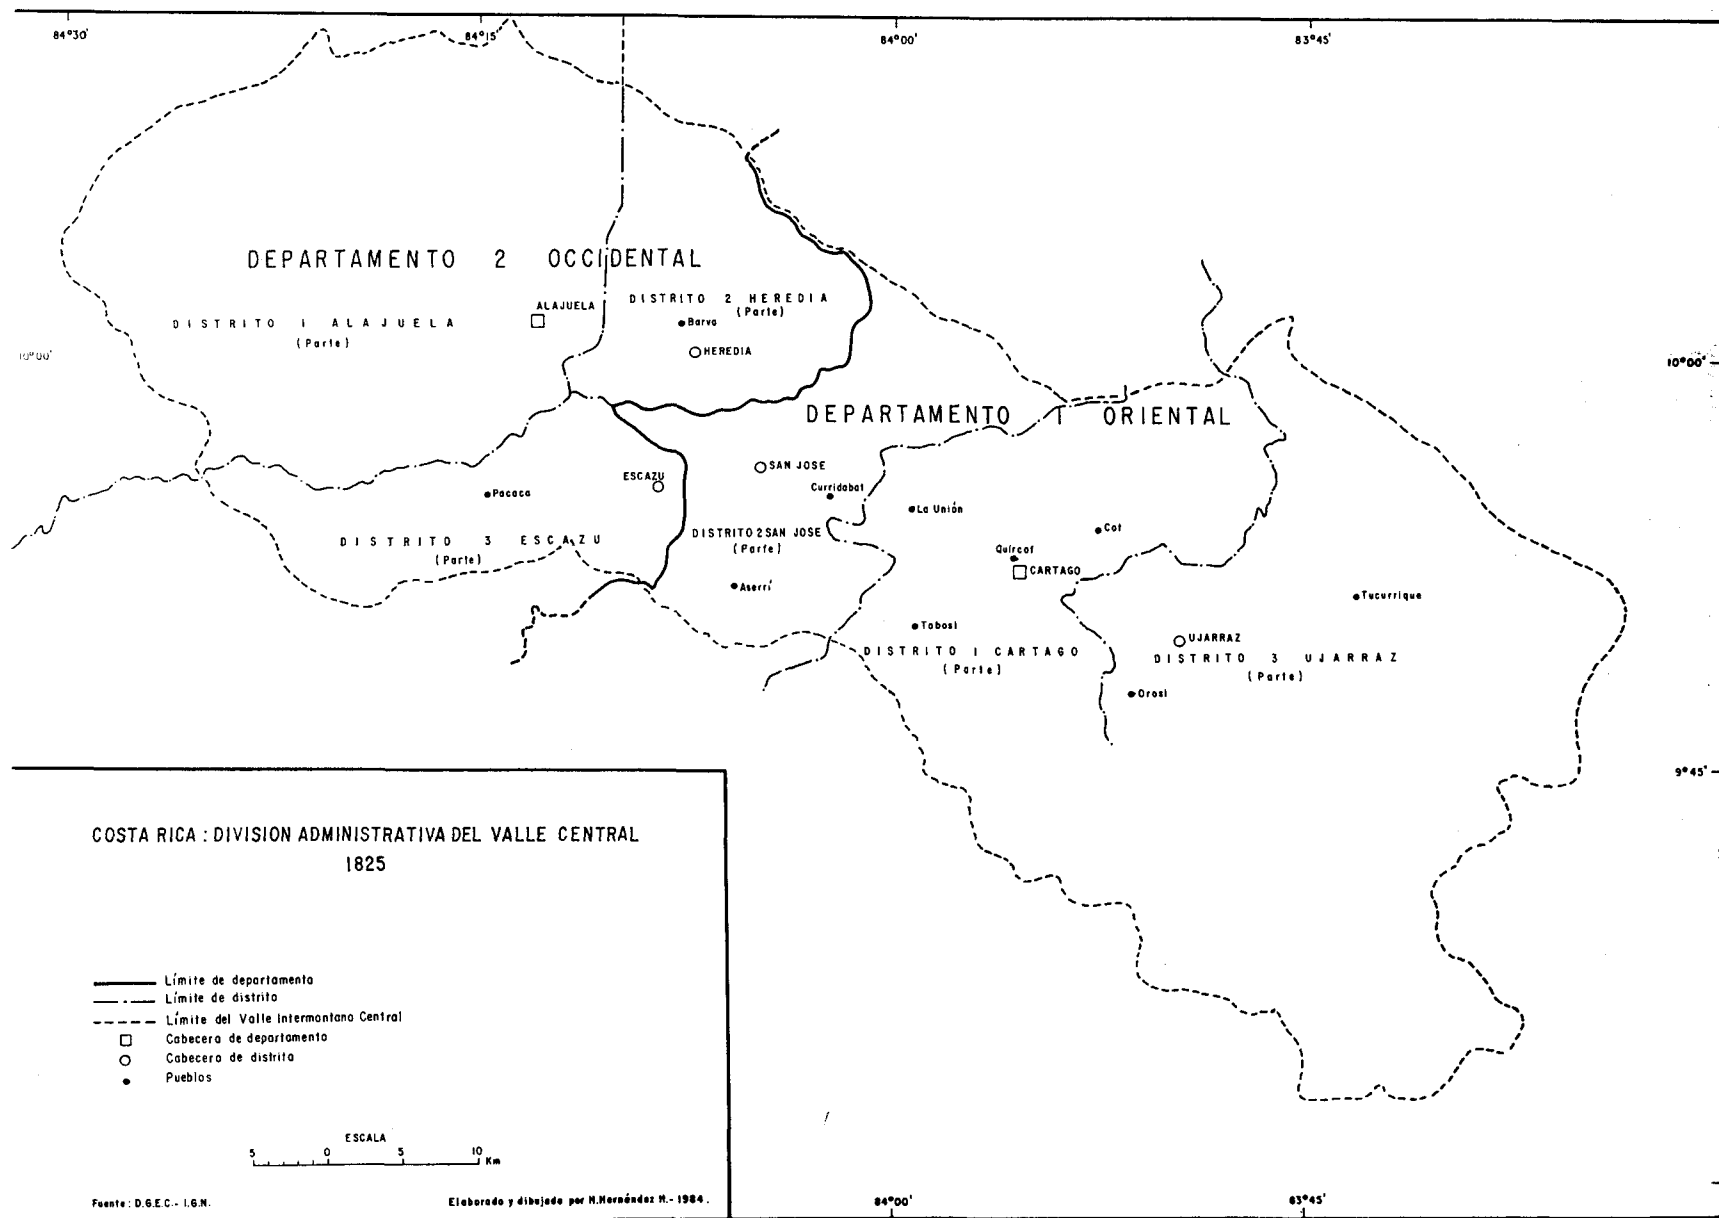 84°30'
84°15'
84°00'
83°45'
DEPARTAMENTO 2 OCCIDENTAL
ALAJUELA
DISTRITO 2 HEREDIA
(Parte)
DISTRITO 1 ALAJUELA
(Parte)
Barva
HEREDIA
10°00'
10°00'
DEPARTAMENTO 1 ORIENTAL
SAN JOSE
ESCAZU
Curridabat
Pacaca
La Unión
Cot
DISTRITO 3 ESCAZU
(Parte)
DISTRITO 2 SAN JOSE
(Parte)
Quircot
CARTAGO
Aserrí
Tucurrique
Tobosi
UJARRAZ
DISTRITO 1 CARTAGO
(Parte)
DISTRITO 3 UJARRAZ
(Parte)
Orosi
9°45'
COSTA RICA : DIVISION ADMINISTRATIVA DEL VALLE CENTRAL
1825
Límite de departamento
Límite de distrito
Límite del Valle Intermontano Central
Cabecera de departamento
Cabecera de distrito
Pueblos
ESCALA
5 0 5 10
Km
Fuente : D.G.E.C.- I.G.N.
Elaborado y dibujado por H.Hernández H.- 1984.
84°00'
83°45'